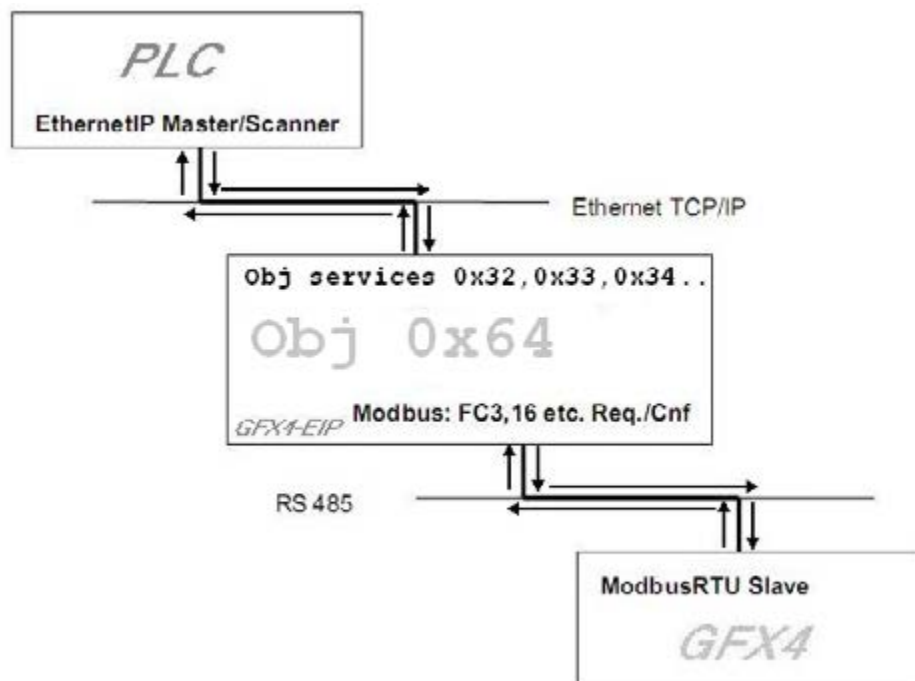 PLC
EthernetIP Master/Scanner
Ethernet TCP/IP
Obj services 0x32,0x33,0x34..
Obj 0x64
Modbus: FC3,16 etc. Req./Cnf
GFX4-EIP
RS 485
ModbusRTU Slave
GFX4